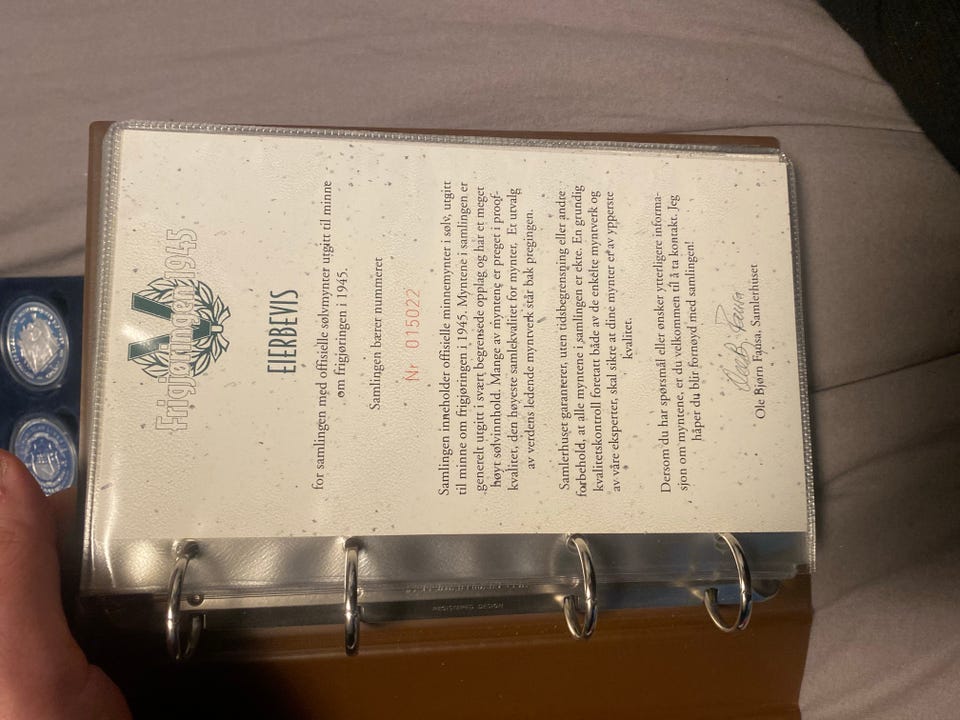 Frigjøringen 1945
EIERBEVIS
for samlingen med offisielle sølvmynter utgitt til minne
om frigjøringen i 1945.
Samlingen bærer nummeret
Nr 015022
Samlingen inneholder offisielle minnemynter i sølv, utgitt
til minne om frigjøringen i 1945. Myntene i samlingen er
generelt utgitt i svært begrensede opplag og har et meget
høyt sølvinnhold. Mange av myntene er preget i proof-
kvalitet, den høyeste samlekvalitet for mynter. Et utvalg
av verdens ledende myntverk står bak pregingen.
Samlerhuset garanterer, uten tidsbegrensning eller andre
forbehold, at alle myntene i samlingen er ekte. En grundig
kvalitetskontroll foretatt både av de enkelte myntverk og
av våre eksperter, skal sikre at dine mynter er av ypperste
kvalitet.
Dersom du har spørsmål eller ønsker ytterligere informa-
sjon om myntene, er du velkommen til å ta kontakt. Jeg
håper du blir fornøyd med samlingen!
Ole Bjørn Fausa, Samlerhuset
REGISTERED DESIGN